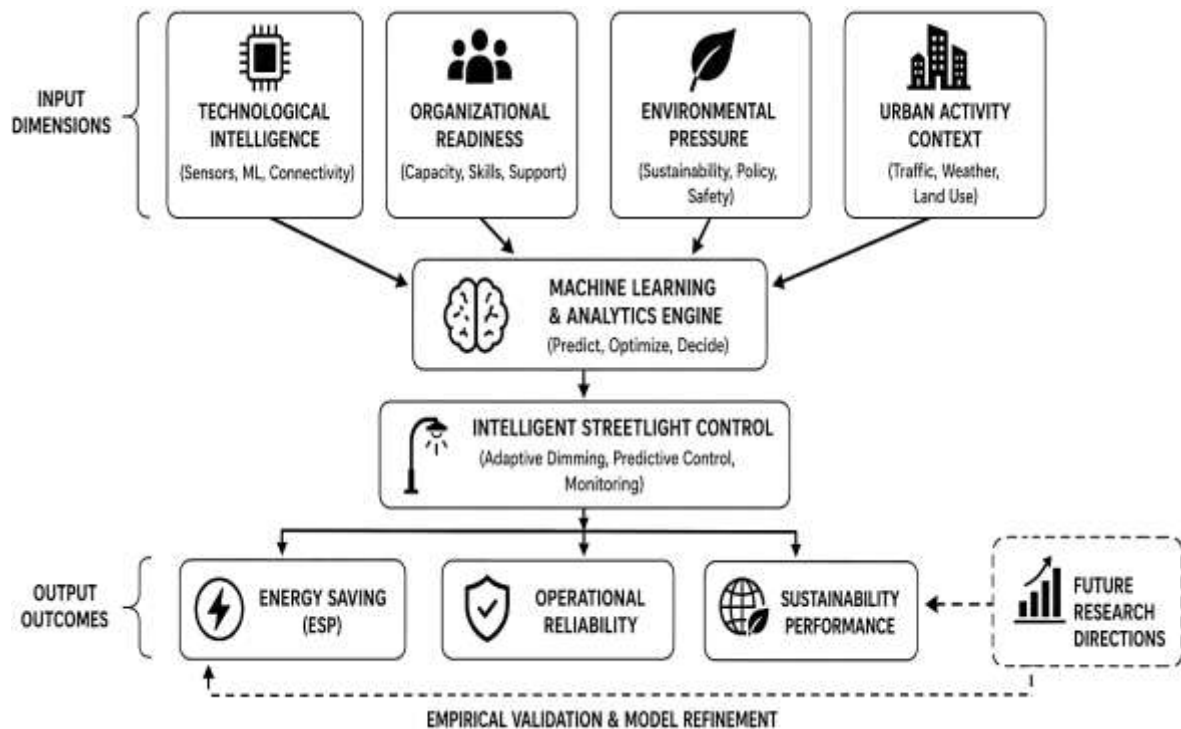 INPUT
DIMENSIONS
TECHNOLOGICAL
INTELLIGENCE
(Sensors, ML, Connectivity)
ORGANIZATIONAL
READINESS
(Capacity, Skills, Support)
ENVIRONMENTAL
PRESSURE
(Sustainability, Policy,
Safety)
URBAN ACTIVITY
CONTEXT
(Traffic, Weather,
Land Use)
MACHINE LEARNING
& ANALYTICS ENGINE
(Predict, Optimize, Decide)
INTELLIGENT STREETLIGHT CONTROL
(Adaptive Dimming, Predictive Control,
Monitoring)
OUTPUT
OUTCOMES
ENERGY SAVING
(ESP)
OPERATIONAL
RELIABILITY
SUSTAINABILITY
PERFORMANCE
FUTURE
RESEARCH
DIRECTIONS
EMPIRICAL VALIDATION & MODEL REFINEMENT